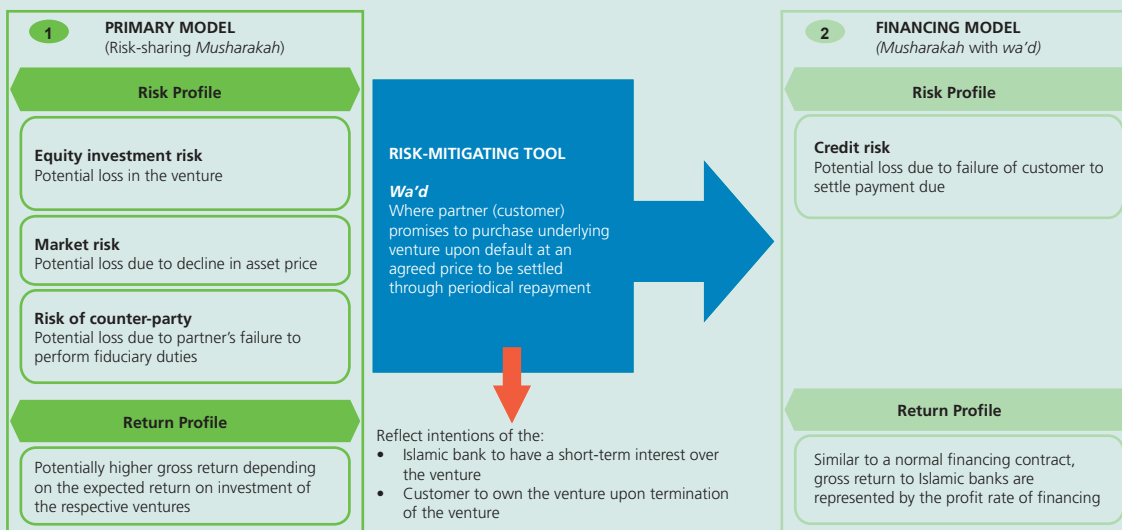 1
PRIMARY MODEL
(Risk-sharing Musharakah)
Risk Profile
Equity investment risk
Potential loss in the venture
Market risk
Potential loss due to decline in asset price
Risk of counter-party
Potential loss due to partner’s failure to
perform fiduciary duties
Return Profile
Potentially higher gross return depending
on the expected return on investment of
the respective ventures
RISK-MITIGATING TOOL
Wa’d
Where partner (customer)
promises to purchase underlying
venture upon default at an
agreed price to be settled
through periodical repayment
Reflect intentions of the:
• Islamic bank to have a short-term interest over
the venture
• Customer to own the venture upon termination
of the venture
2
FINANCING MODEL
(Musharakah with wa’d)
Risk Profile
Credit risk
Potential loss due to failure of customer to
settle payment due
Return Profile
Similar to a normal financing contract,
gross return to Islamic banks are
represented by the profit rate of financing